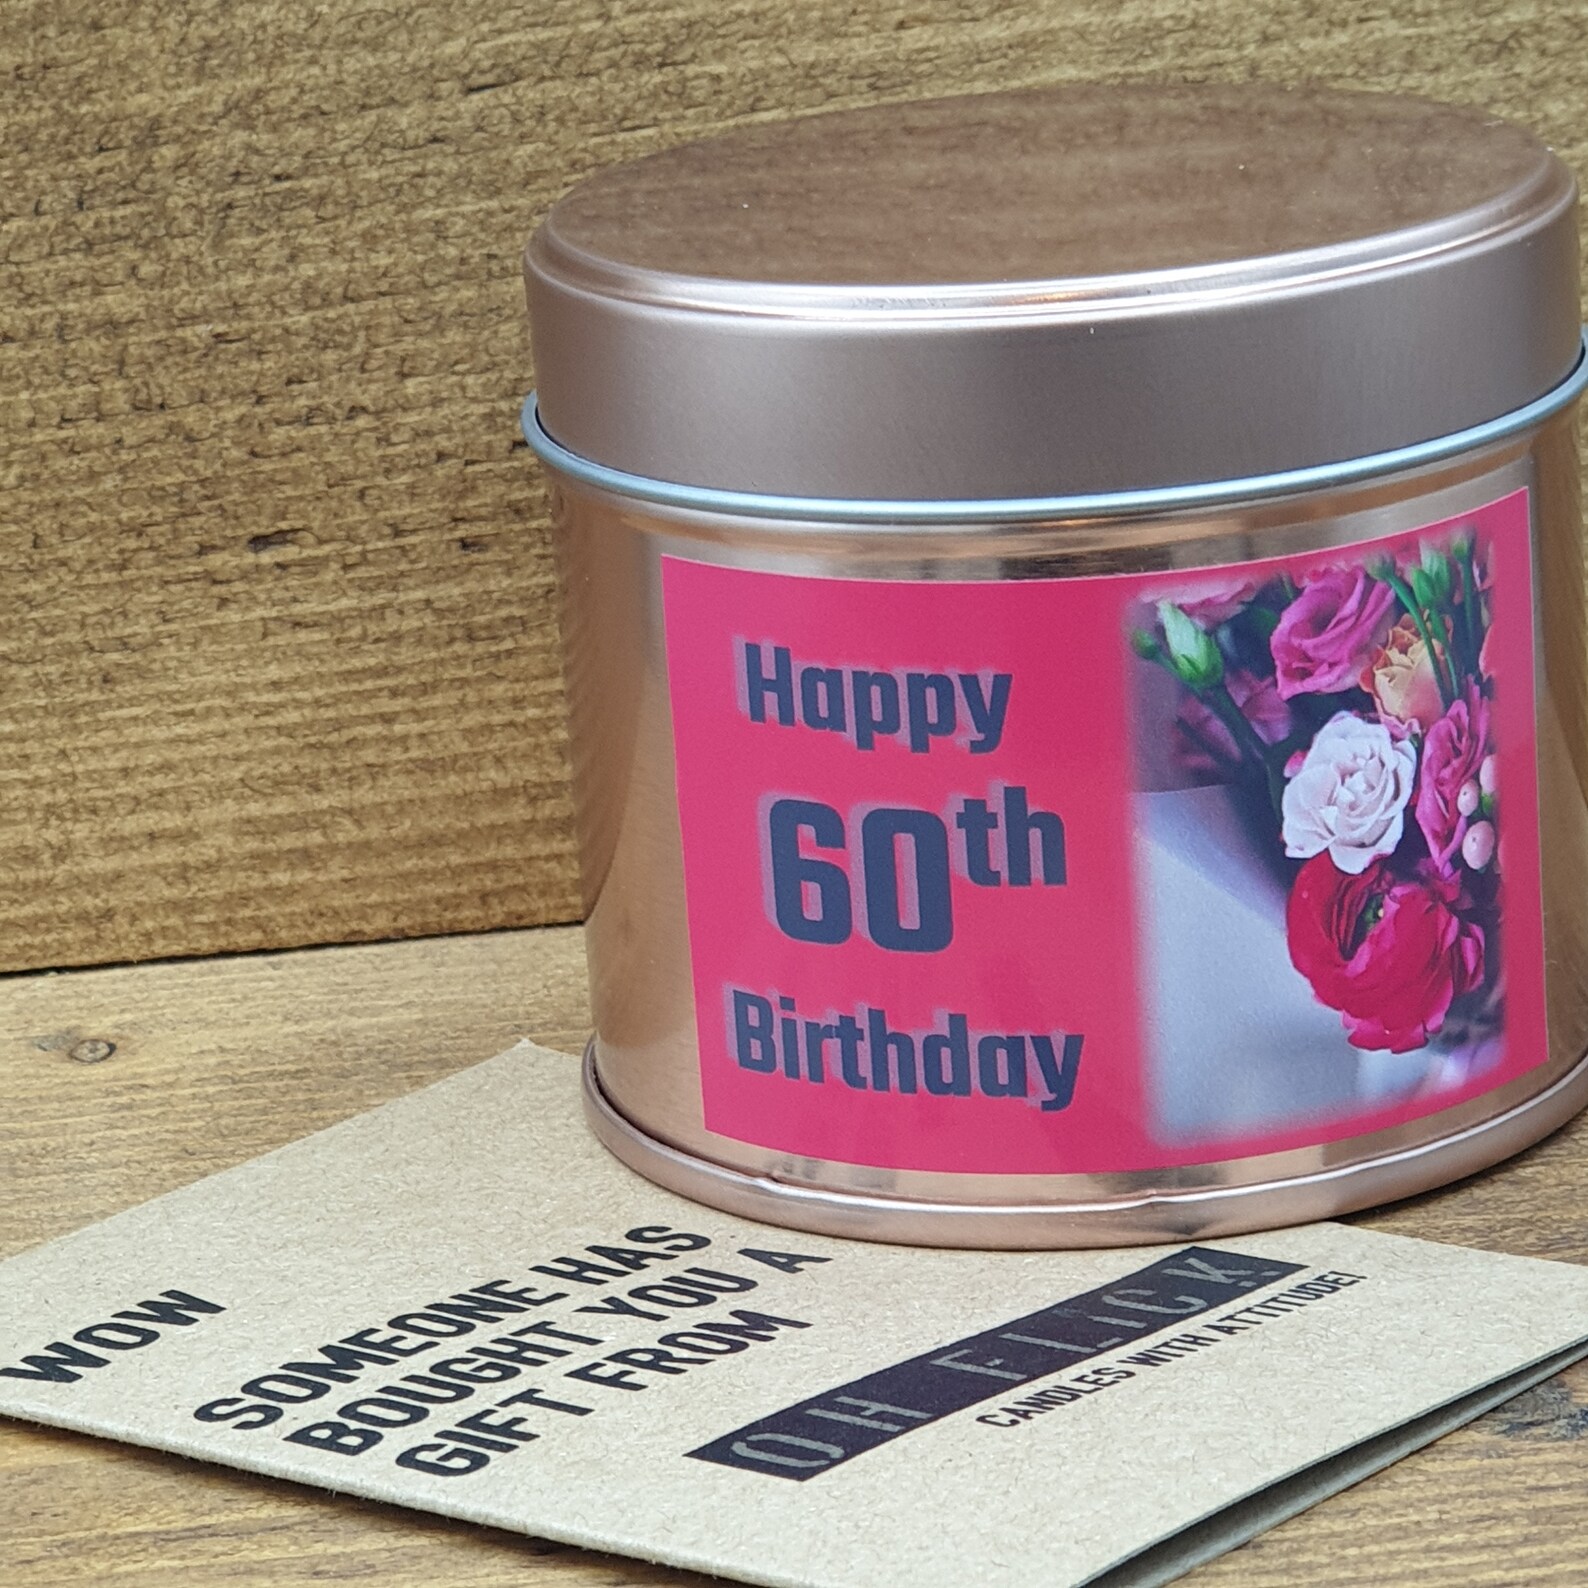 Happy
60th
Birthday
WOW
SOMEONE HAS
BOUGHT YOU A
GIFT FROM
OH FLICK
CANDLES WITH ATTITUDE!